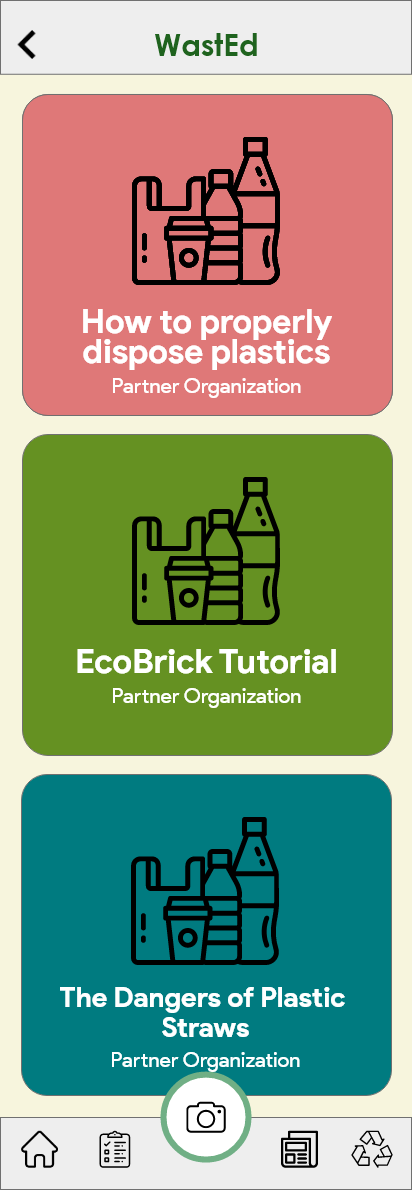 WastEd
How to properly
dispose plastics
Partner Organization
EcoBrick Tutorial
Partner Organization
The Dangers of Plastic
Straws
Partner Organization